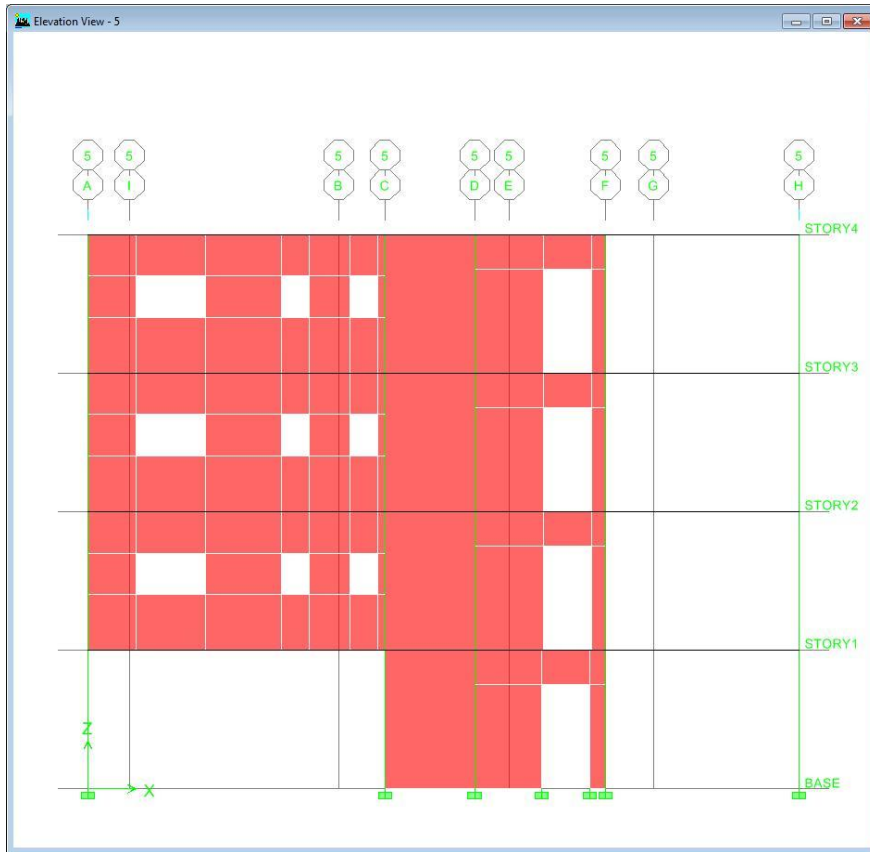 Elevation View - 5
5 5 5 5 5 5 5 5 5
A I B C D E F G H
STORY4
STORY3
STORY2
STORY1
Z
X
BASE